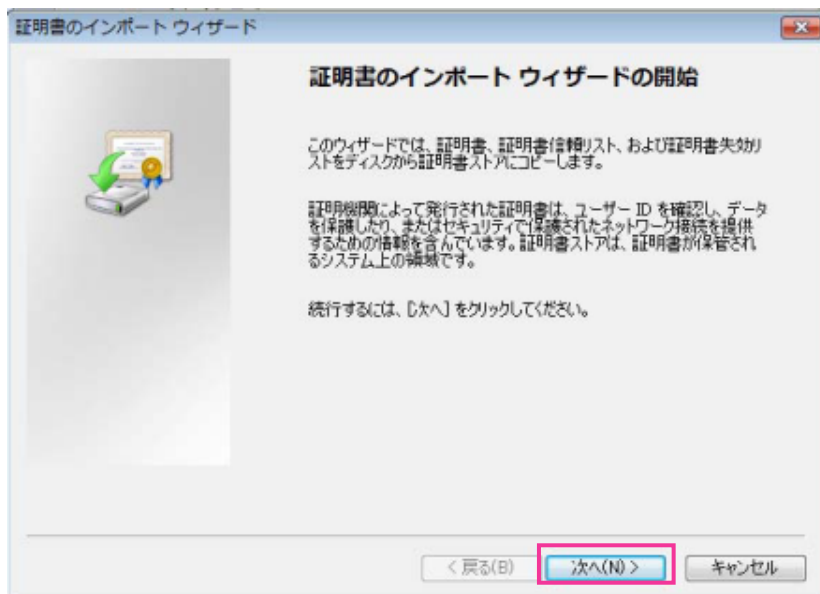 証明書のインポート ウィザード
証明書のインポート ウィザードの開始
このウィザードでは、証明書、証明書信頼リスト、および証明書失効リ
ストをディスクから証明書ストアにコピーします。
証明機関によって発行された証明書は、ユーザー ID を確認し、データ
を保護したり、またはセキュリティで保護されたネットワーク接続を提供
するための情報を含んでいます。証明書ストアは、証明書が保管され
るシステム上の領域です。
続行するには、[次へ] をクリックしてください。
< 戻る(B)
次へ(N) >
キャンセル